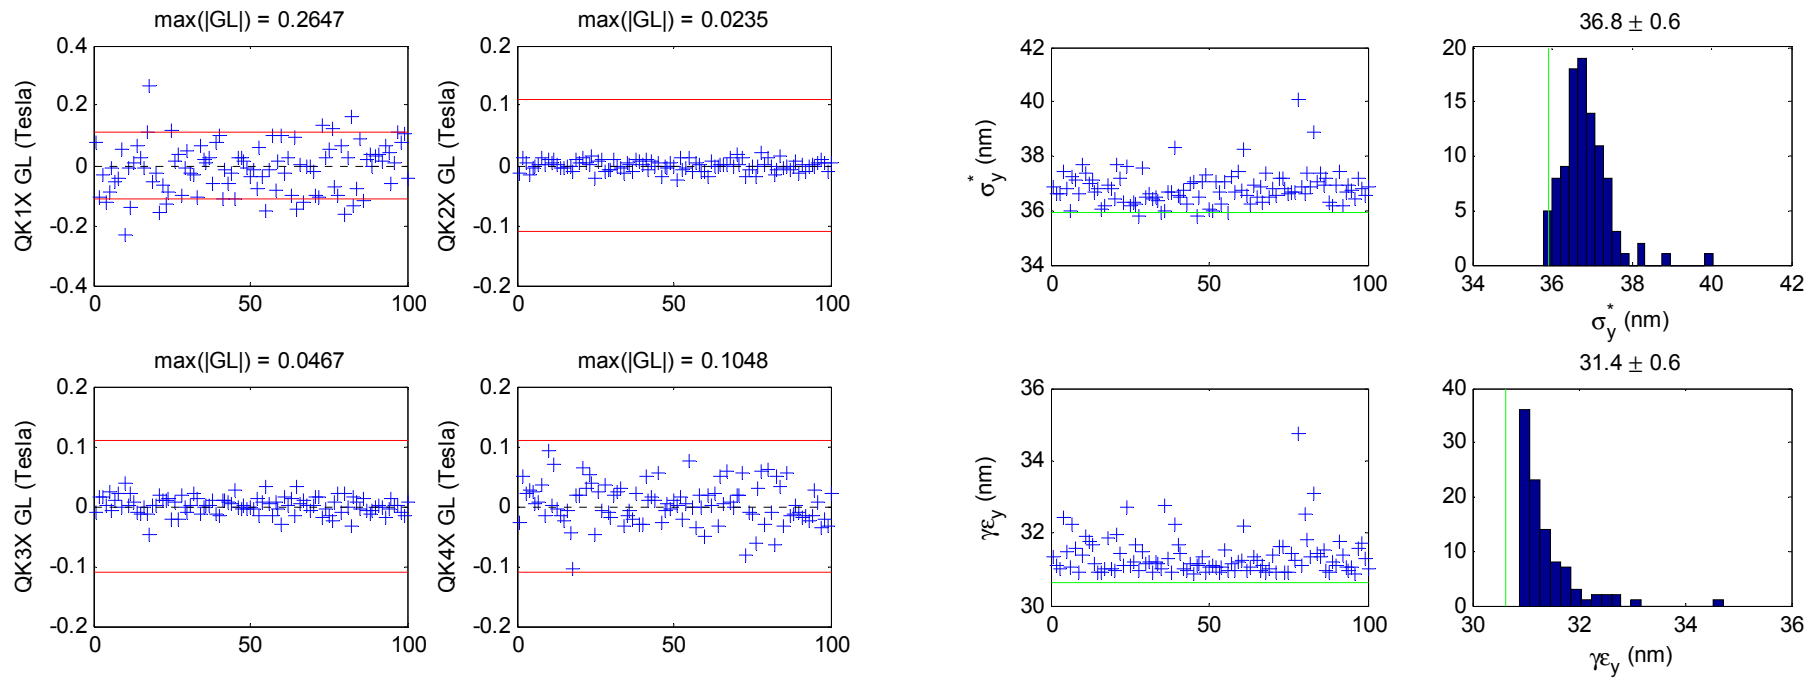 max(|GL|) = 0.2647
QK1X GL (Tesla)
0.4
0.2
0
-0.2
-0.4
0 50 100
max(|GL|) = 0.0235
QK2X GL (Tesla)
0.2
0.1
0
-0.1
-0.2
0 50 100
σy* (nm)
42
40
38
36
34
0 50 100
36.8 ± 0.6
20
15
10
5
0
34 36 38 40 42
σy* (nm)
max(|GL|) = 0.0467
QK3X GL (Tesla)
0.2
0.1
0
-0.1
-0.2
0 50 100
max(|GL|) = 0.1048
QK4X GL (Tesla)
0.2
0.1
0
-0.1
-0.2
0 50 100
γεy (nm)
36
34
32
30
0 50 100
31.4 ± 0.6
40
30
20
10
0
30 32 34 36
γεy (nm)